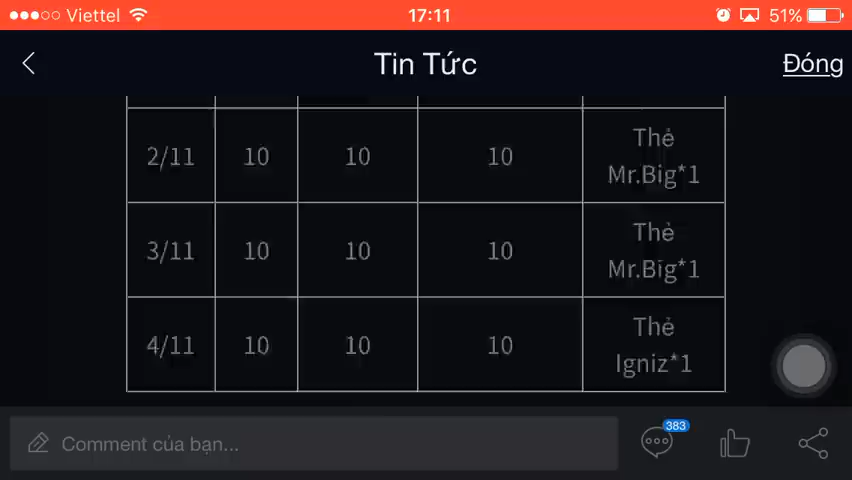 Viettel
17:11
51%
Tin Tức
Đóng
2/11 10 10 10 Thẻ
Mr.Big*1
3/11 10 10 10 Thẻ
Mr.Big*1
4/11 10 10 10 Thẻ
Igniz*1
Comment của bạn...
383